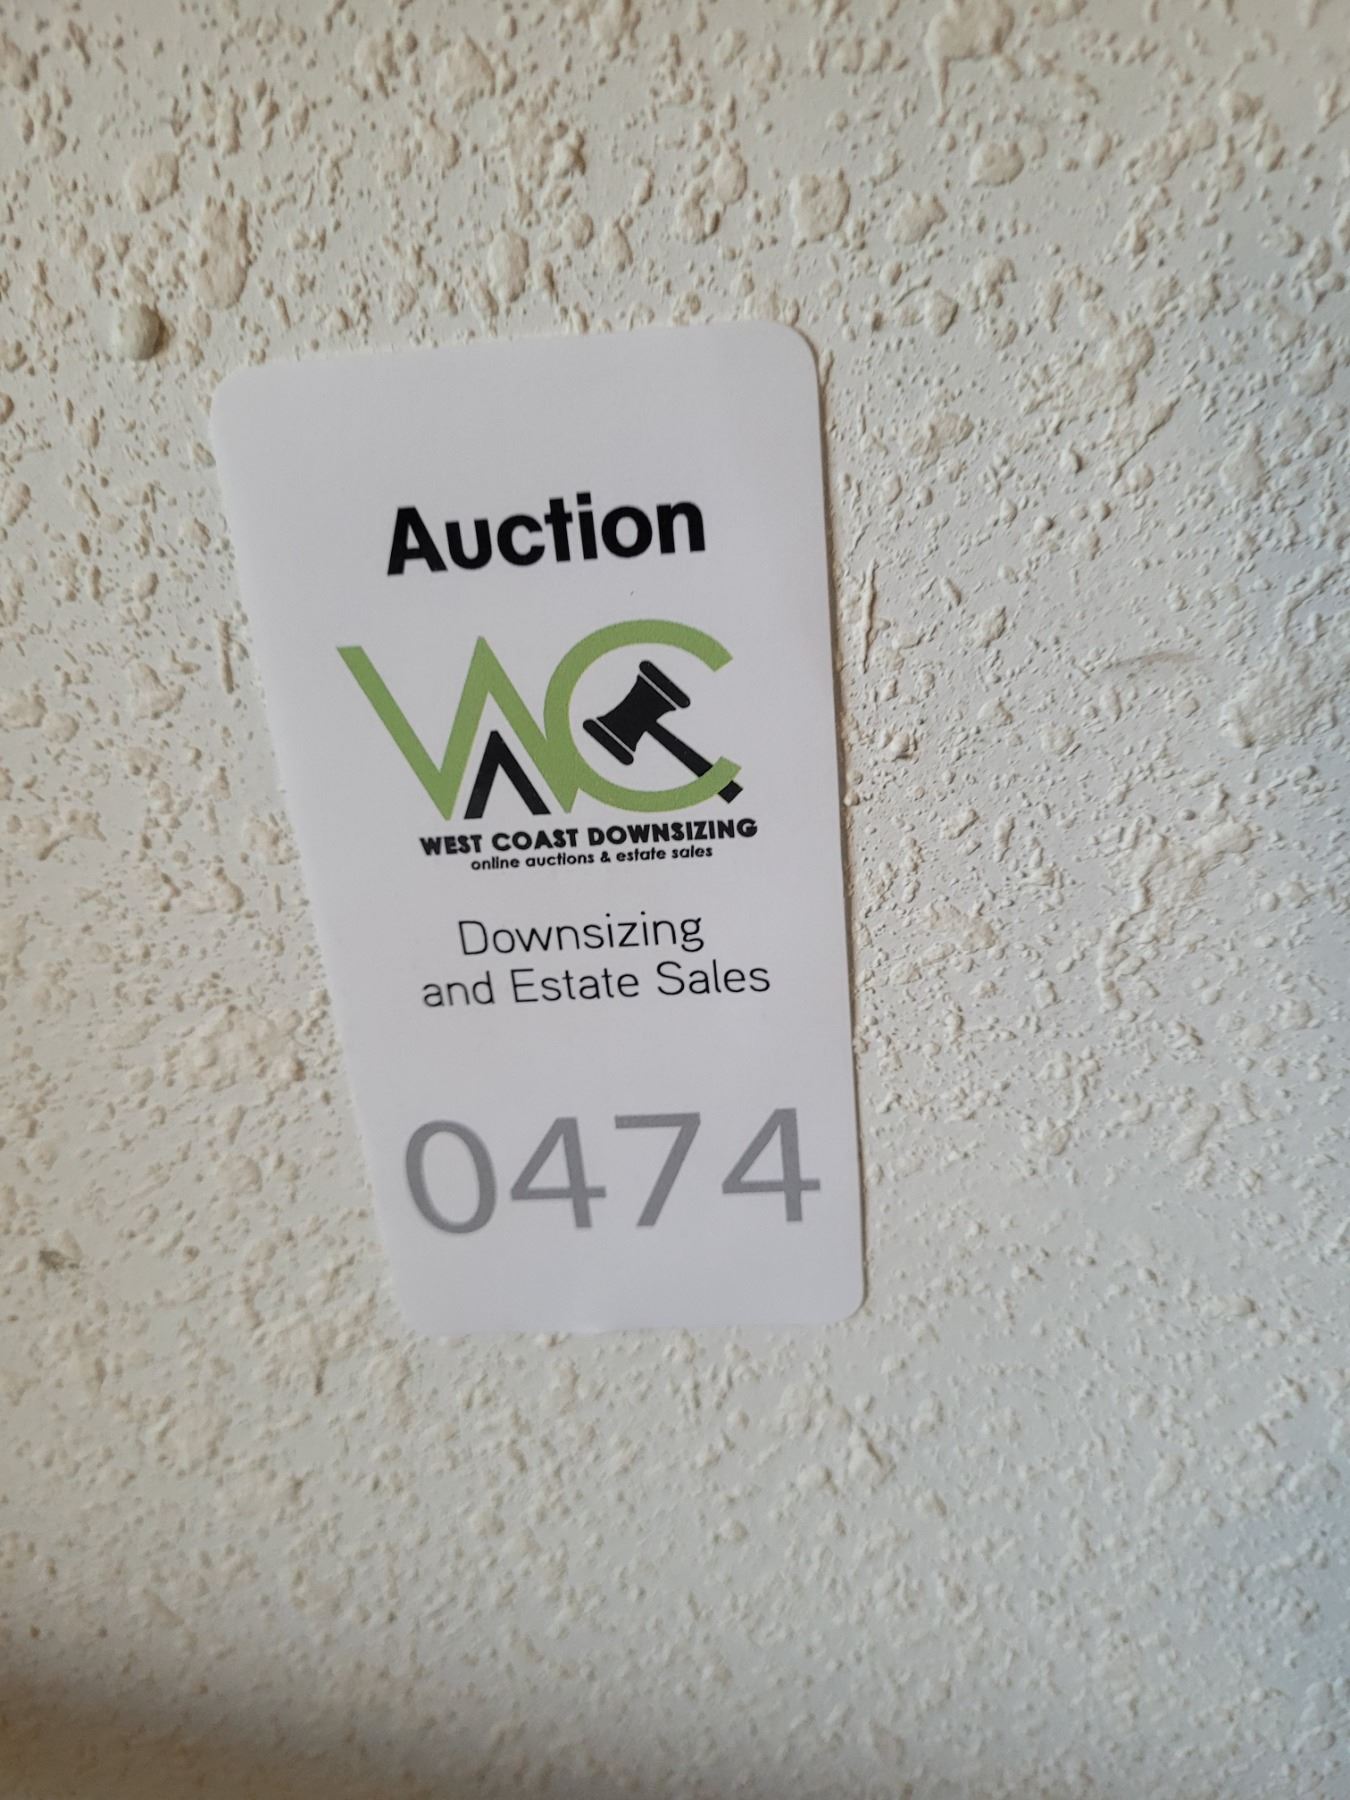 Auction
WC
WEST COAST DOWNSIZING
online auctions & estate sales
Downsizing
and Estate Sales
0474